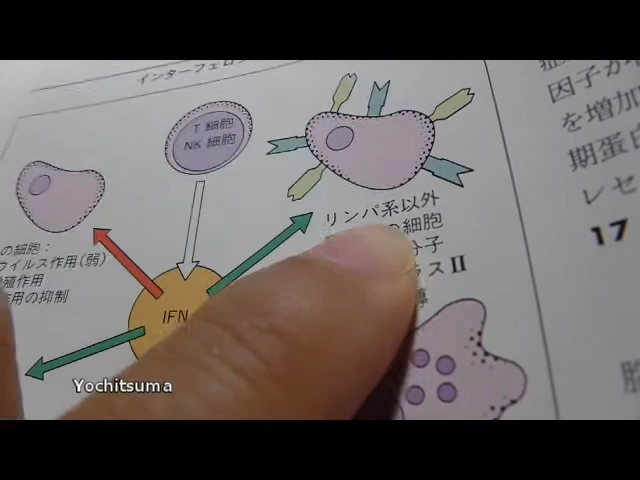 インターフェロン
T 細胞
NK 細胞
リンパ系以外
の細胞
分子
ラスⅡ
の細胞：
ウイルス作用(弱)
殖作用
作用の抑制
IFN
因子が
を増加
期蛋白
レセ
17
Yochitsuma